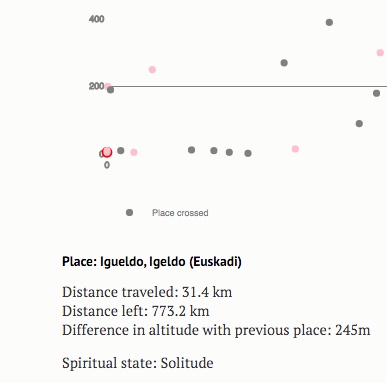 400
200
0
0
Place crossed
Place: Igueldo, Igeldo (Euskadi)
Distance traveled: 31.4 km
Distance left: 773.2 km
Difference in altitude with previous place: 245m
Spiritual state: Solitude